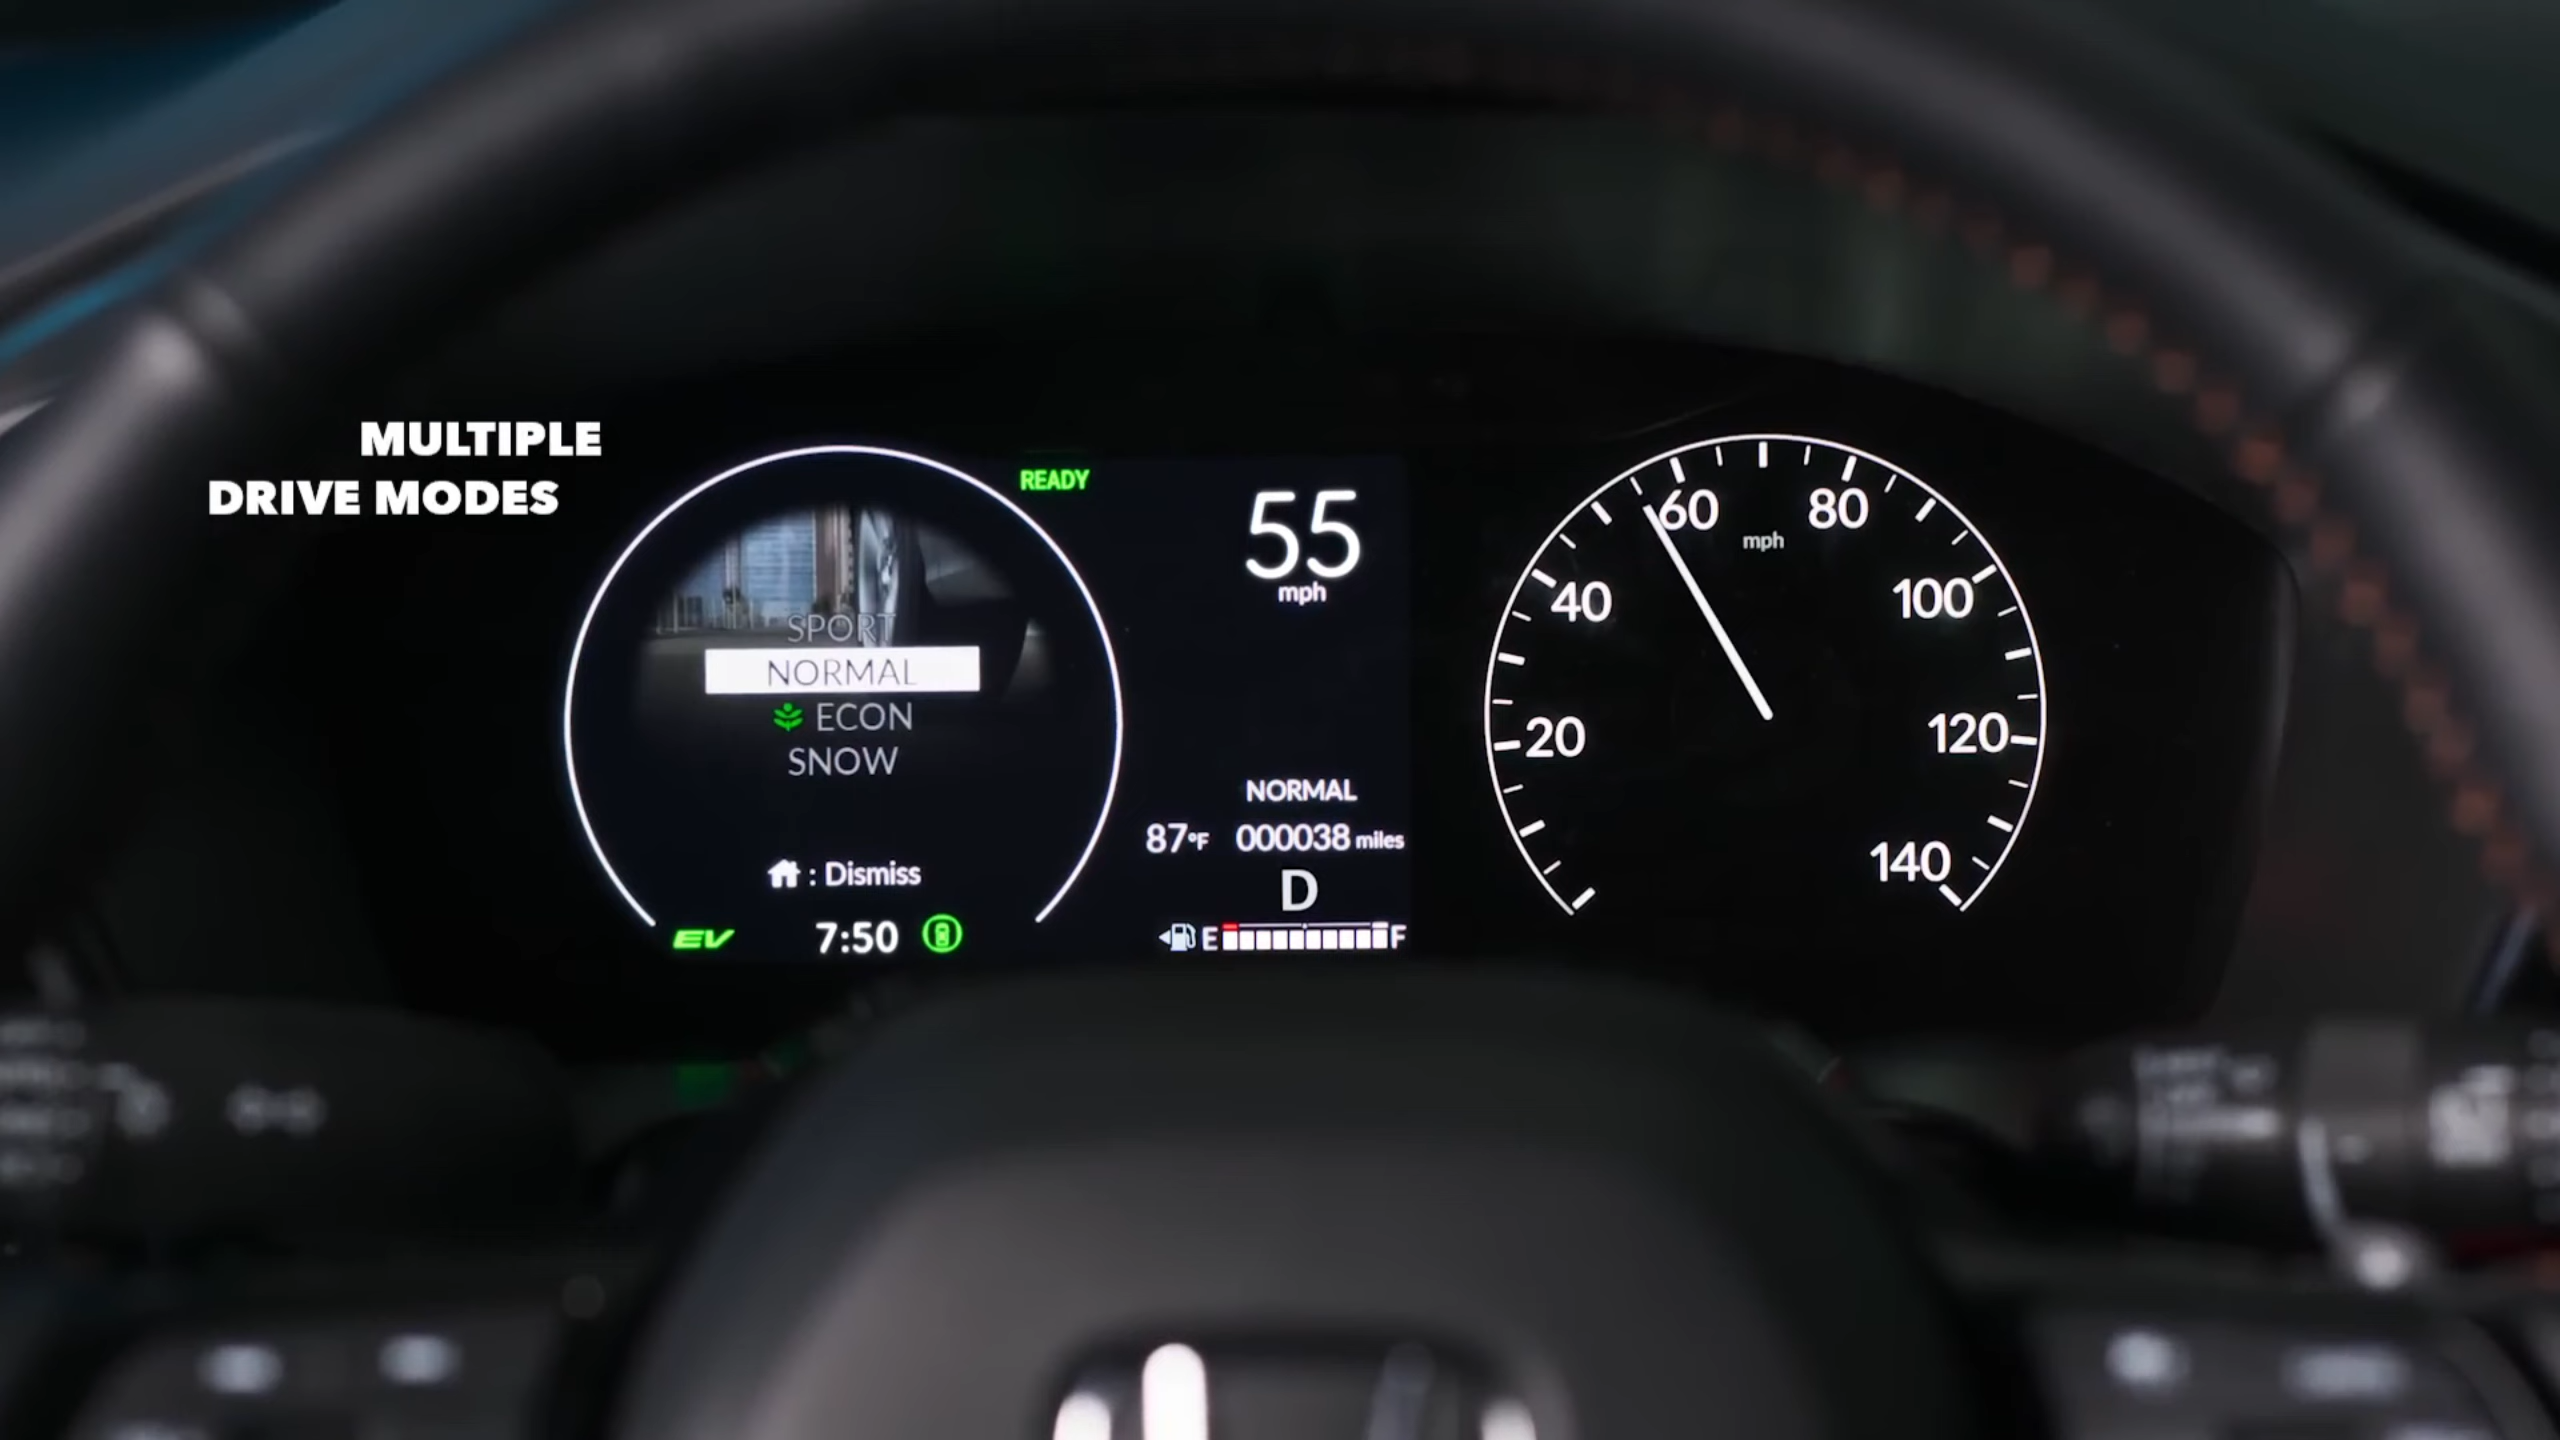 MULTIPLE
DRIVE MODES
READY
SPORT
NORMAL
ECON
SNOW
: Dismiss
EV
7:50
55
mph
NORMAL
87°F 000038 miles
D
E F
20
40
60
80
100
120
140
mph